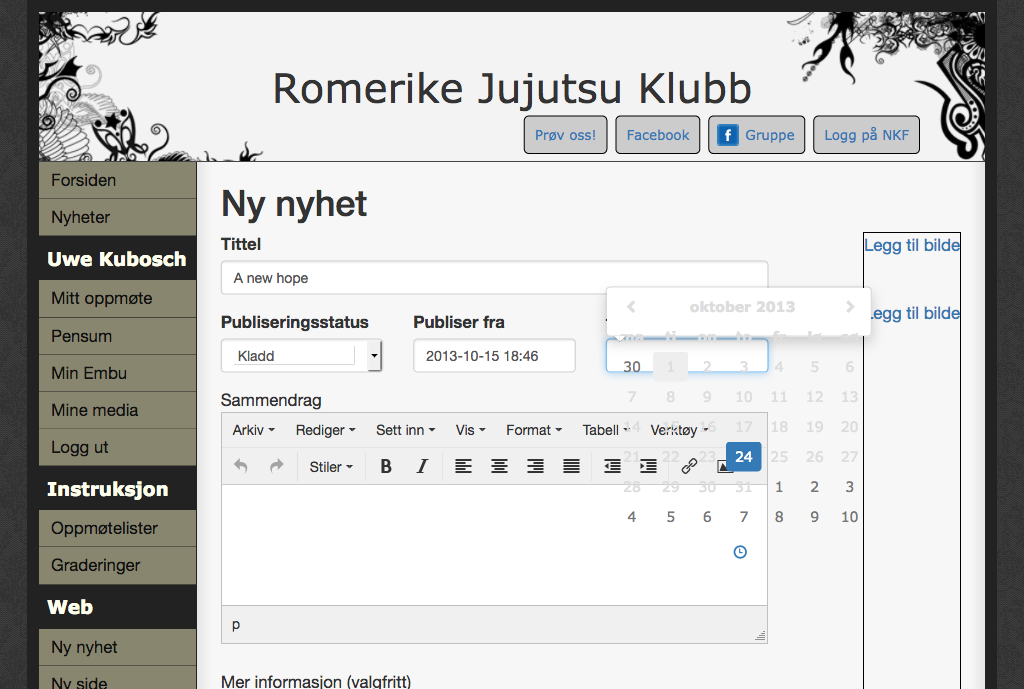 Romerike Jujutsu Klubb
Prøv oss! Facebook Gruppe Logg på NKF
Forsiden
Nyheter
Uwe Kubosch
Mitt oppmøte
Pensum
Min Embu
Mine media
Logg ut
Instruksjon
Oppmøtelister
Graderinger
Web
Ny nyhet
Ny side
Ny nyhet
Tittel
A new hope
Publiseringsstatus Publiser fra
Kladd 2013-10-15 18:46
oktober 2013
ma ti on to fr lø sø
30 1 2 3 4 5 6
7 8 9 10 11 12 13
14 15 16 17 18 19 20
21 22 23 24 25 26 27
28 29 30 31 1 2 3
4 5 6 7 8 9 10
Sammendrag
Arkiv Rediger Sett inn Vis Format Tabell Verktøy
Stiler B I
p
Mer informasjon (valgfritt)
Legg til bilde
Legg til bilde